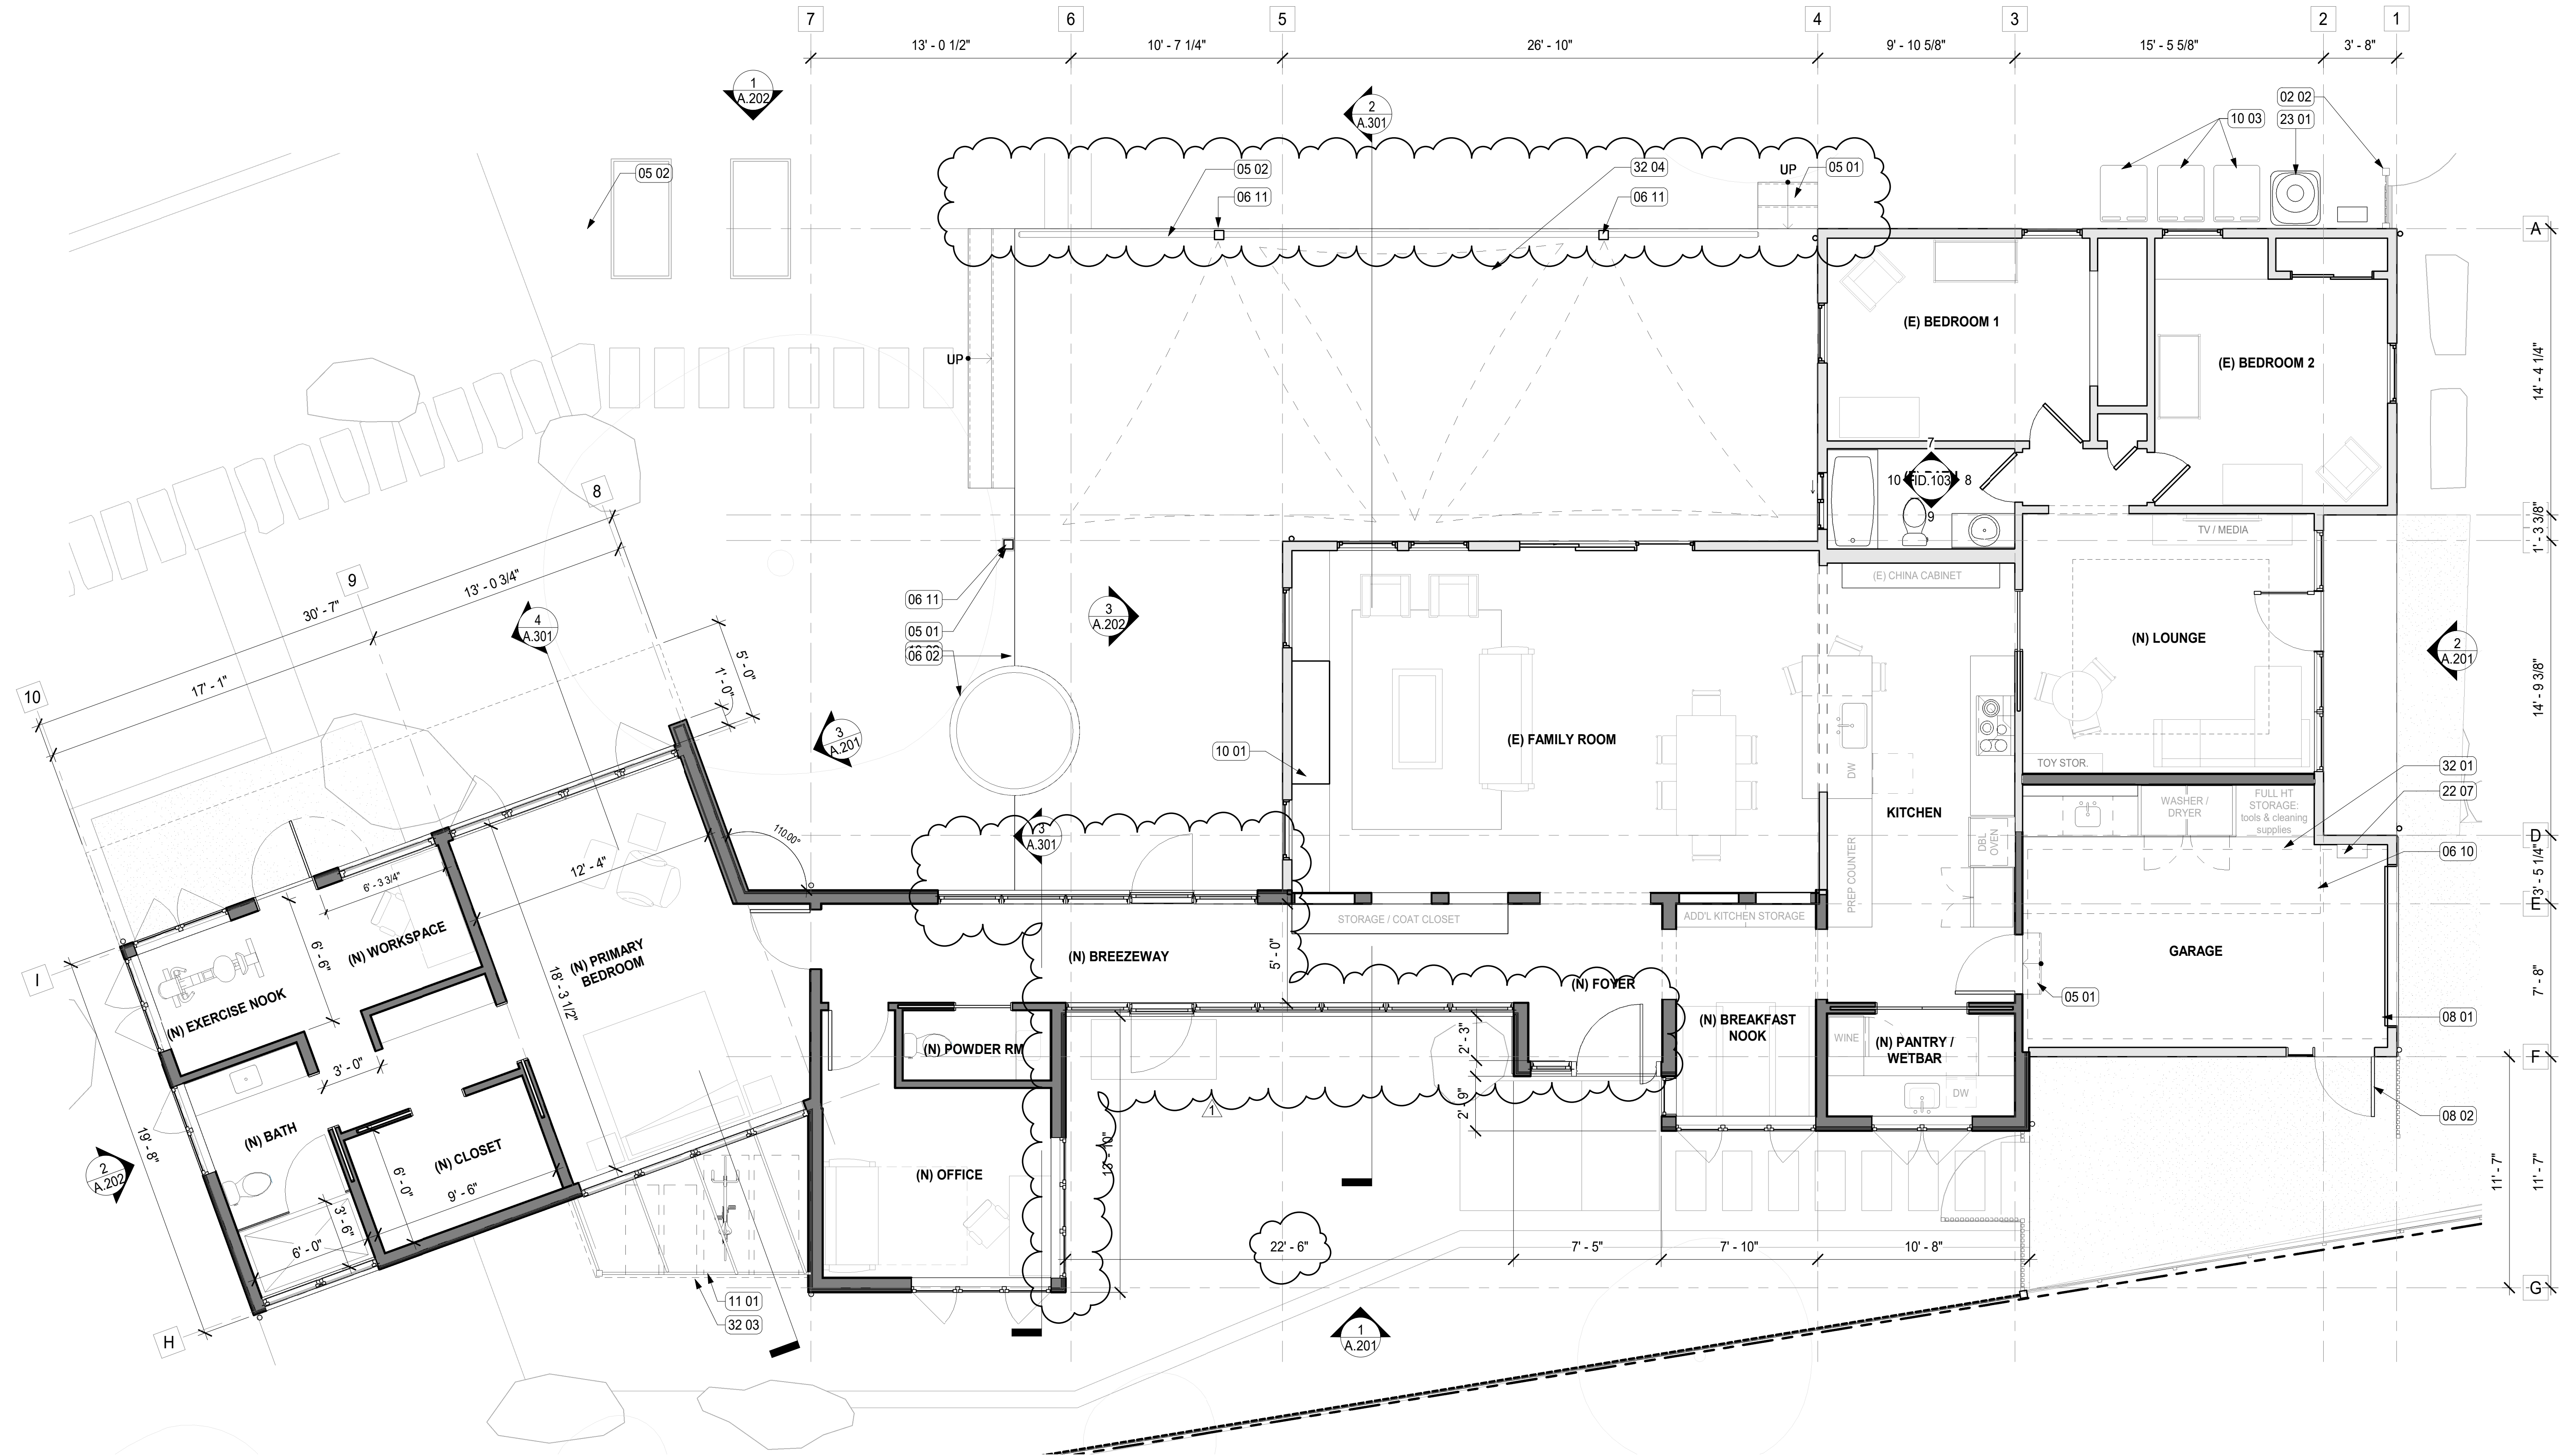 7
6
5
4
3
2
1
13' - 0 1/2"
10' - 7 1/4"
26' - 10"
9' - 10 5/8"
15' - 5 5/8"
3' - 8"
1
A.202
2
A.301
02 02
10 03
23 01
05 02
05 02
32 04
UP
05 01
06 11
06 11
A
(E) BEDROOM 1
(E) BEDROOM 2
14' - 4 1/4"
UP
7
10
ID.103
8
9
8
1' - 3 3/8"
TV / MEDIA
9
13' - 0 3/4"
30' - 7"
17' - 1"
10
4
A.301
06 11
05 01
06 02
3
A.202
(E) CHINA CABINET
(N) LOUNGE
2
A.201
5' - 0"
1' - 0"
3
A.201
10 01
(E) FAMILY ROOM
DW
KITCHEN
TOY STOR.
14' - 9 3/8"
32 01
22 07
06 10
WASHER /
DRYER
FULL HT
STORAGE:
tools & cleaning
supplies
D
110.00°
3
A.301
PREP COUNTER
DBL
OVEN
3' - 5 1/4"
12' - 4"
6' - 3 3/4"
E
STORAGE / COAT CLOSET
ADD'L KITCHEN STORAGE
I
6' - 6"
(N) WORKSPACE
(N) EXERCISE NOOK
(N) PRIMARY
BEDROOM
18' - 3 1/2"
(N) BREEZEWAY
5' - 0"
(N) FOYER
GARAGE
7' - 8"
05 01
08 01
(N) POWDER RM
2' - 3"
(N) BREAKFAST
NOOK
WINE
(N) PANTRY /
WETBAR
DW
F
3' - 0"
2' - 9"
1
08 02
(N) BATH
(N) CLOSET
19' - 8"
2
A.202
6' - 0"
9' - 6"
3' - 6"
6' - 0"
(N) OFFICE
13' - 10"
22' - 6"
7' - 5"
7' - 10"
10' - 8"
11' - 7"
11' - 7"
G
11 01
32 03
H
1
A.201